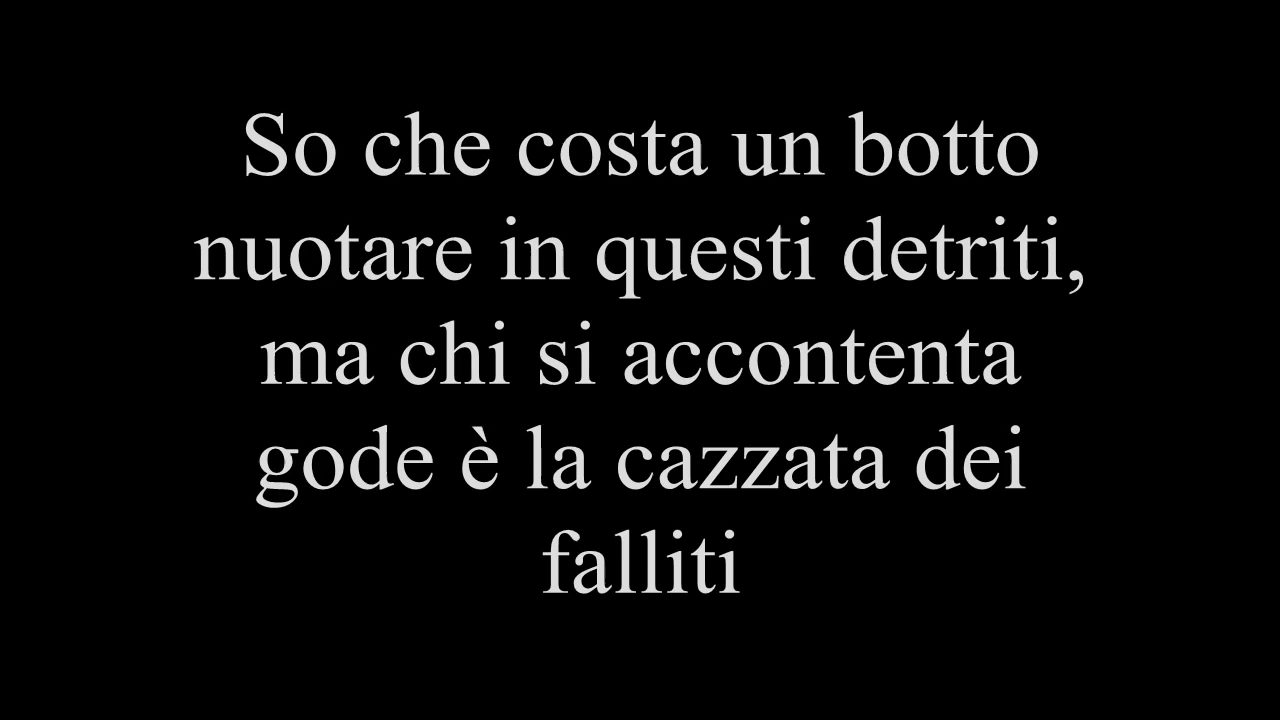 So che costa un botto
nuotare in questi detriti,
ma chi si accontenta
gode è la cazzata dei
falliti